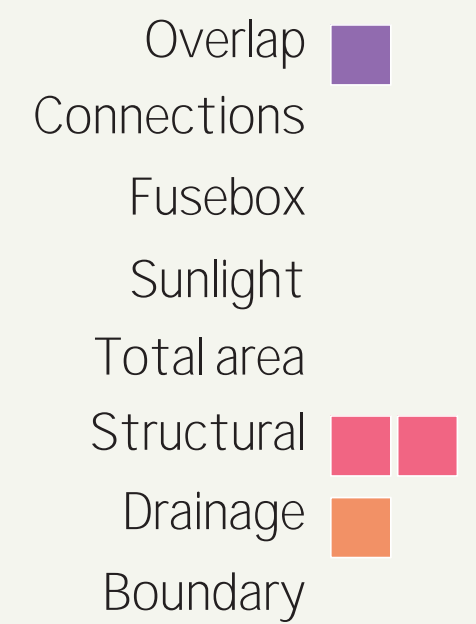 Overlap
Connections
Fusebox
Sunlight
Total area
Structural
Drainage
Boundary